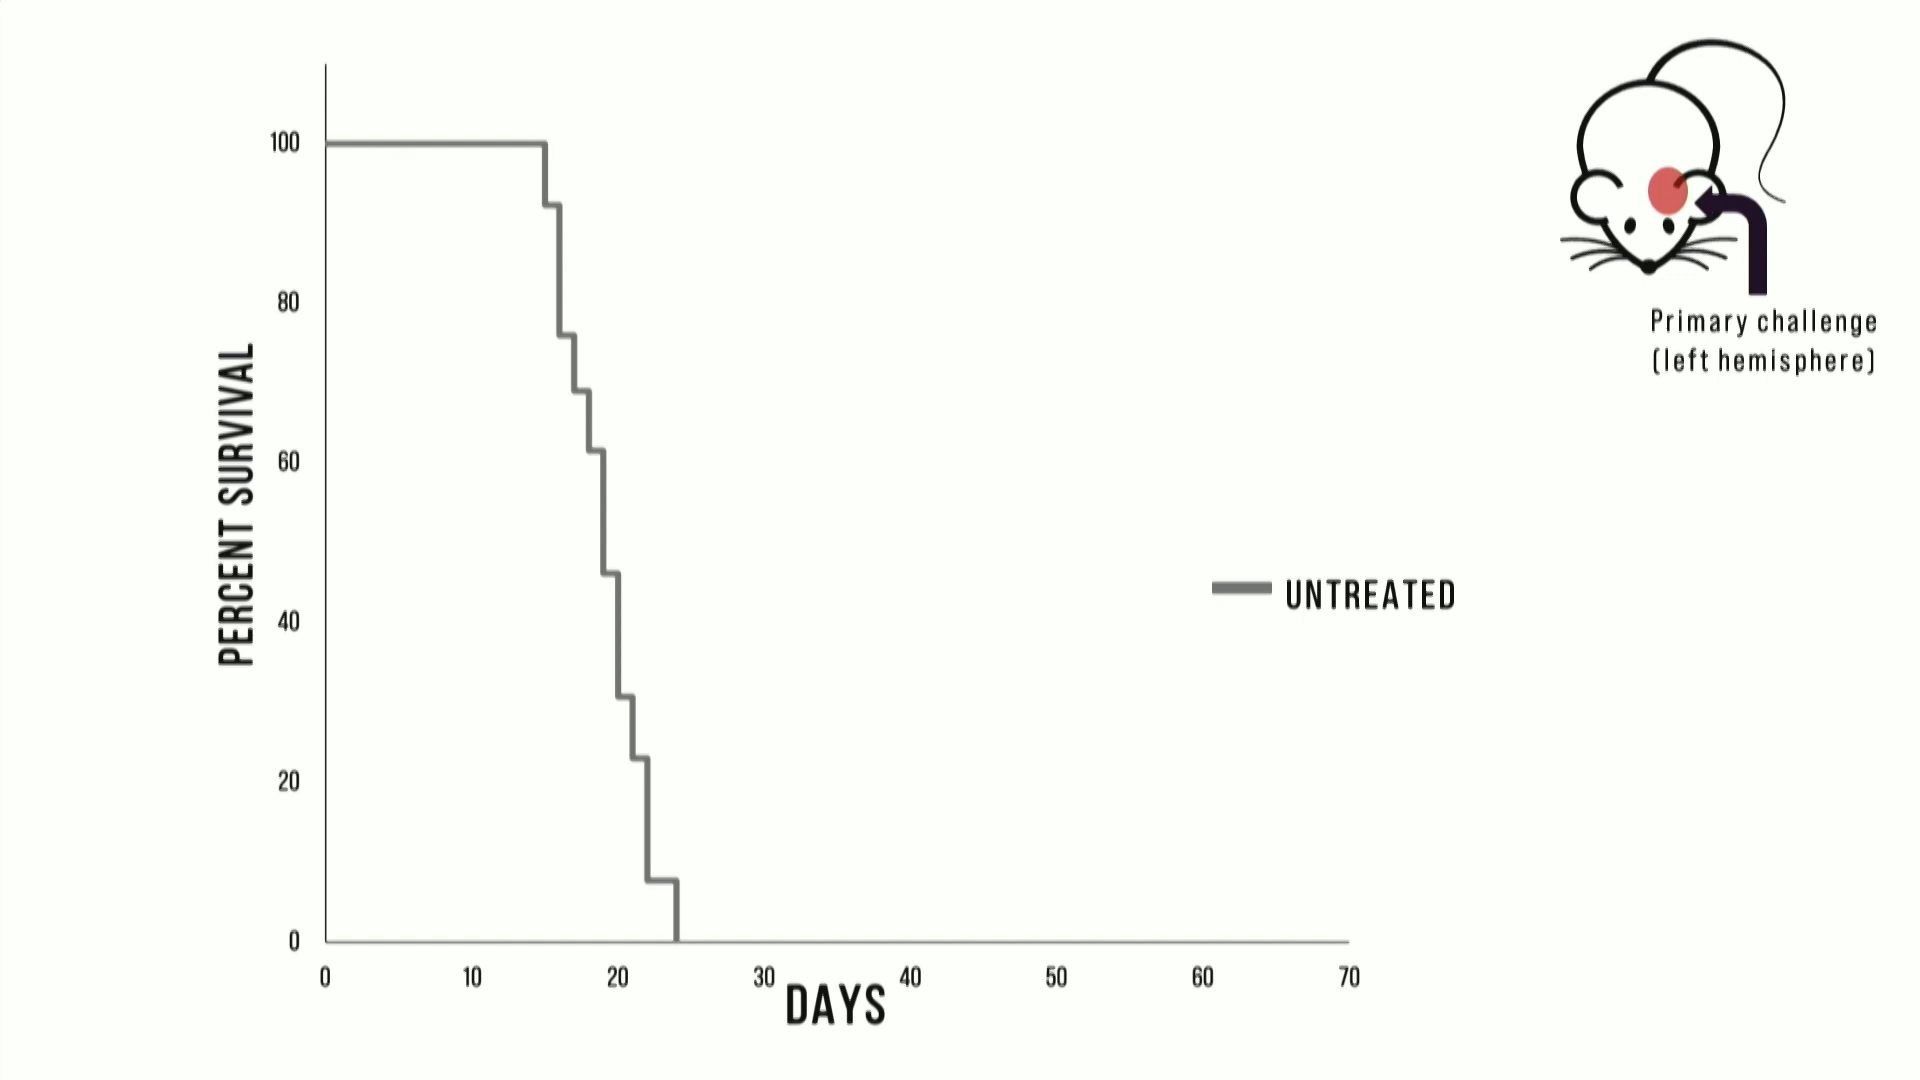 100
80
60
40
20
0
PERCENT SURVIVAL
0 10 20 30 40 50 60 70
DAYS
UNTREATED
Primary challenge
(left hemisphere)